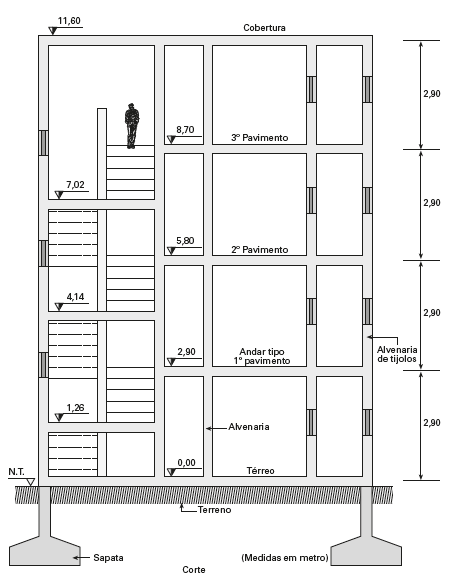 11,60
Cobertura
2,90
8,70
3º Pavimento
7,02
2,90
5,80
2º Pavimento
4,14
2,90
Alvenaria
de tijolos
2,90
Andar tipo
1º pavimento
1,26
2,90
Alvenaria
N.T.
0,00
Térreo
Terreno
Sapata
(Medidas em metro)
Corte